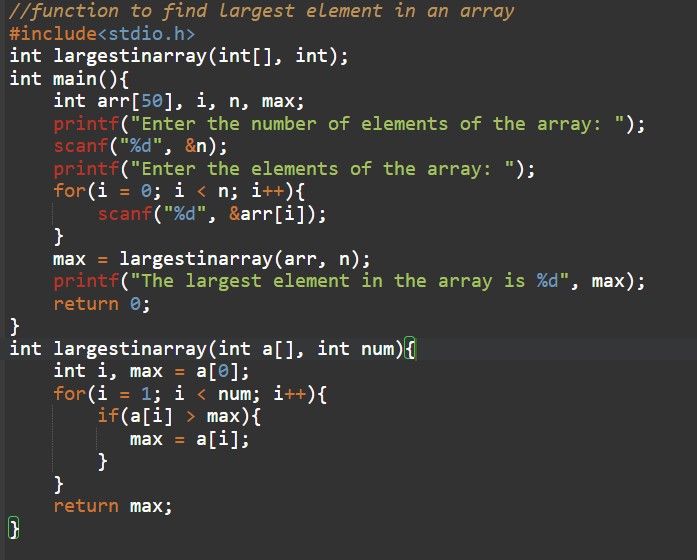 //function to find largest element in an array
#include<stdio.h>
int largestinarray(int[], int);
int main(){
    int arr[50], i, n, max;
    printf("Enter the number of elements of the array: ");
    scanf("%d", &n);
    printf("Enter the elements of the array: ");
    for(i = 0; i < n; i++){
        scanf("%d", &arr[i]);
    }
    max = largestinarray(arr, n);
    printf("The largest element in the array is %d", max);
    return 0;
}
int largestinarray(int a[], int num){
    int i, max = a[0];
    for(i = 1; i < num; i++){
        if(a[i] > max){
           max = a[i];
        }
    }
    return max;
}